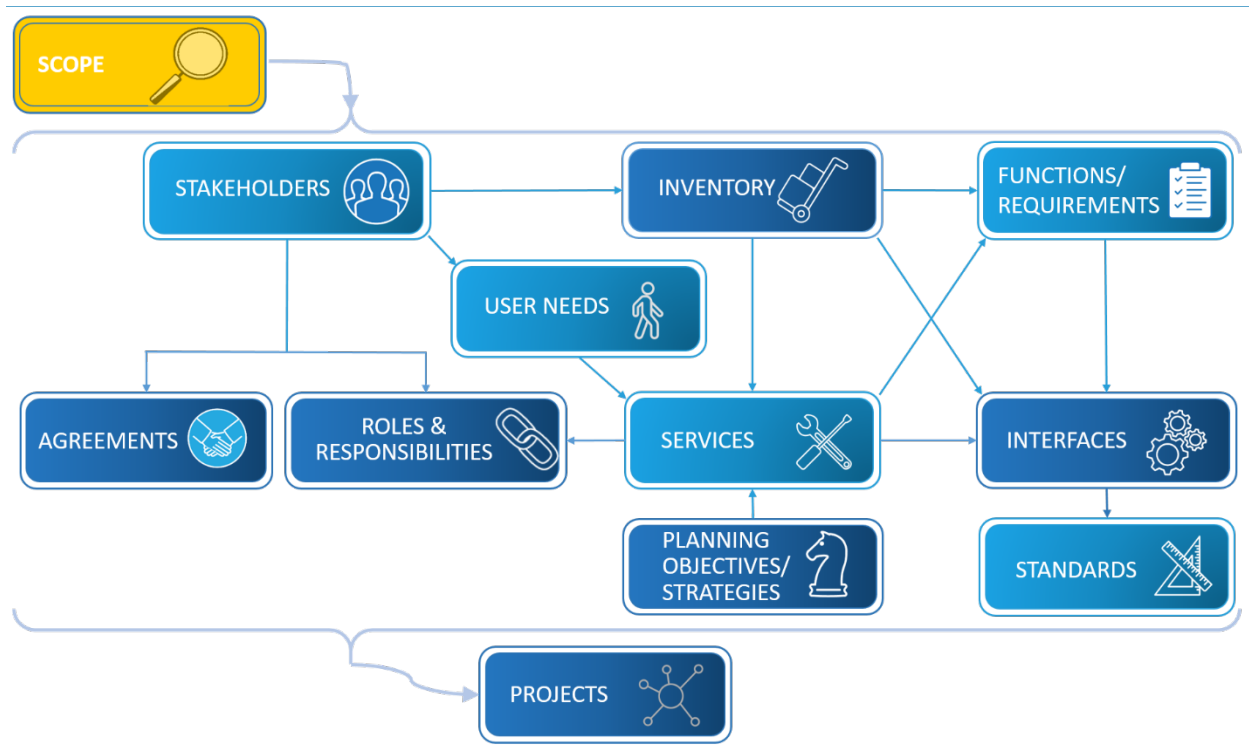 SCOPE
STAKEHOLDERS
INVENTORY
FUNCTIONS/
REQUIREMENTS
USER NEEDS
AGREEMENTS
ROLES &
RESPONSIBILITIES
SERVICES
INTERFACES
PLANNING
OBJECTIVES/
STRATEGIES
STANDARDS
PROJECTS